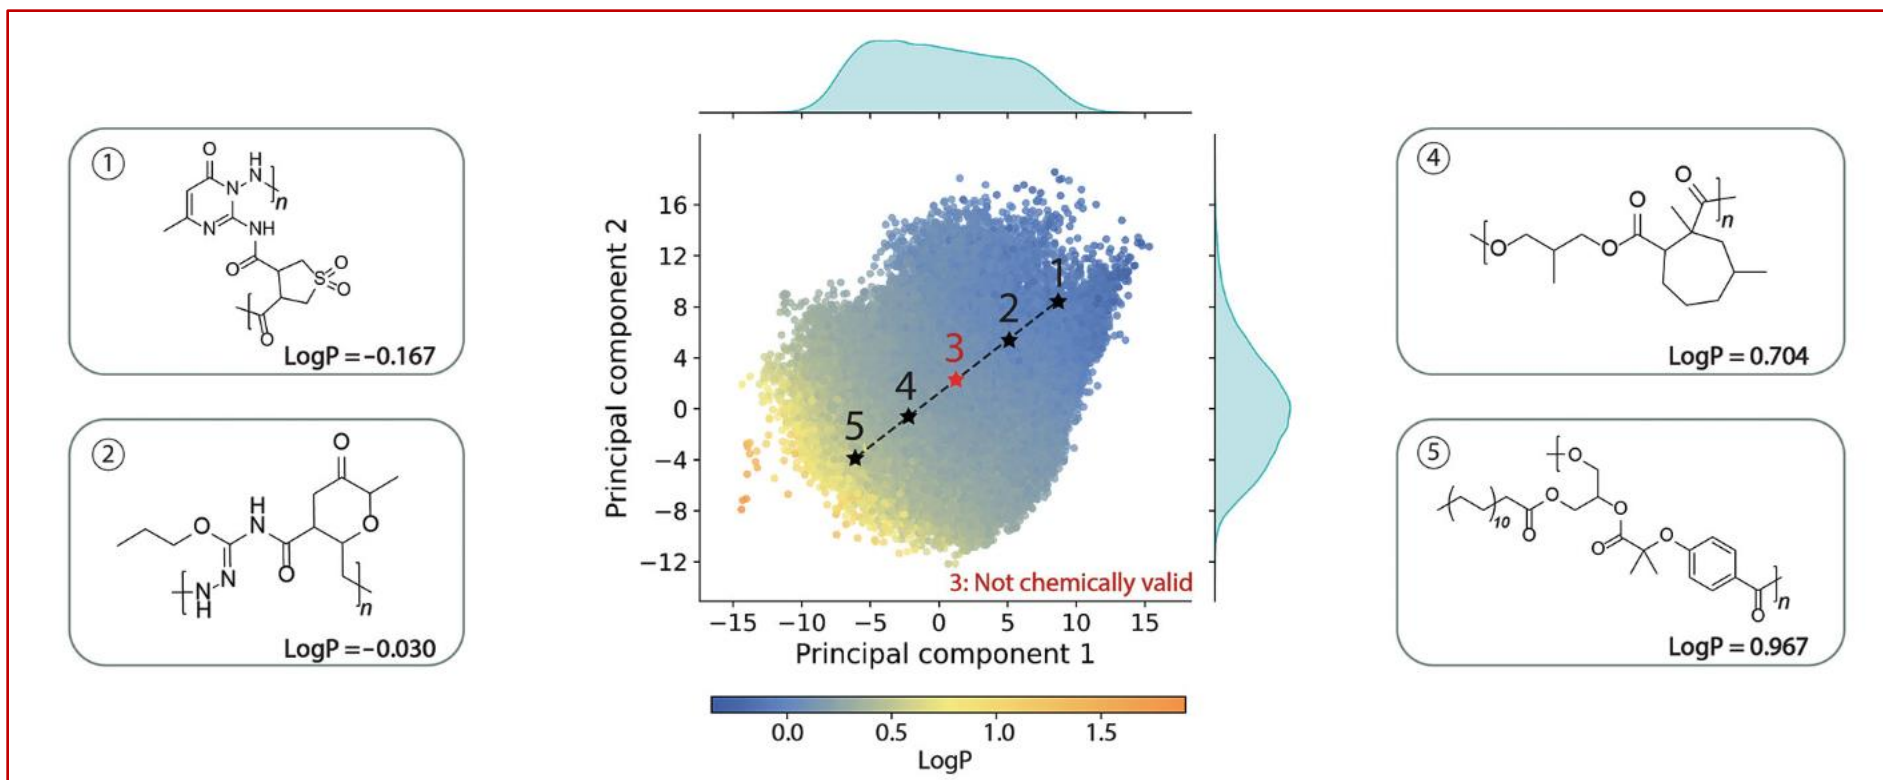 1
O
H
N
N
n
N
NH
O
S
O
O
O
LogP = –0.167
2
O
H
O
N
O
O
N
N
H
n
LogP = –0.030
Principal component 2
16
12
8
4
0
−4
−8
−12
1
2
3
4
5
3: Not chemically valid
−15 −10 −5 0 5 10 15
Principal component 1
0.0 0.5 1.0 1.5
LogP
4
O
O
n
O
O
LogP = 0.704
5
O
O
10
O
O
O
O
O
n
LogP = 0.967